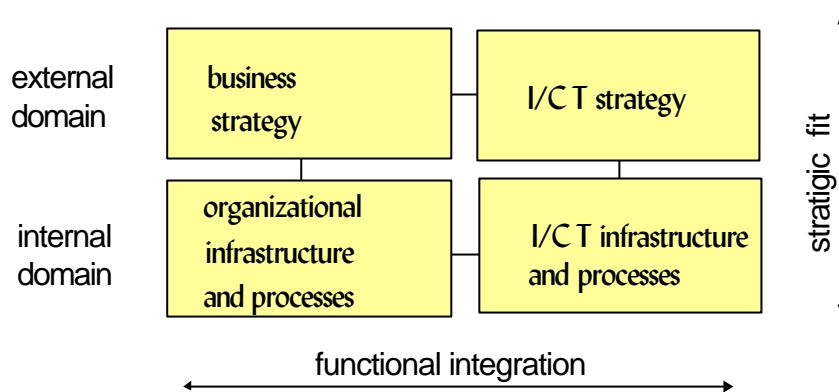 external
domain
business
strategy
I/C T strategy
internal
domain
organizational
infrastructure
and processes
I/C T infrastructure
and processes
stratigic fit
functional integration